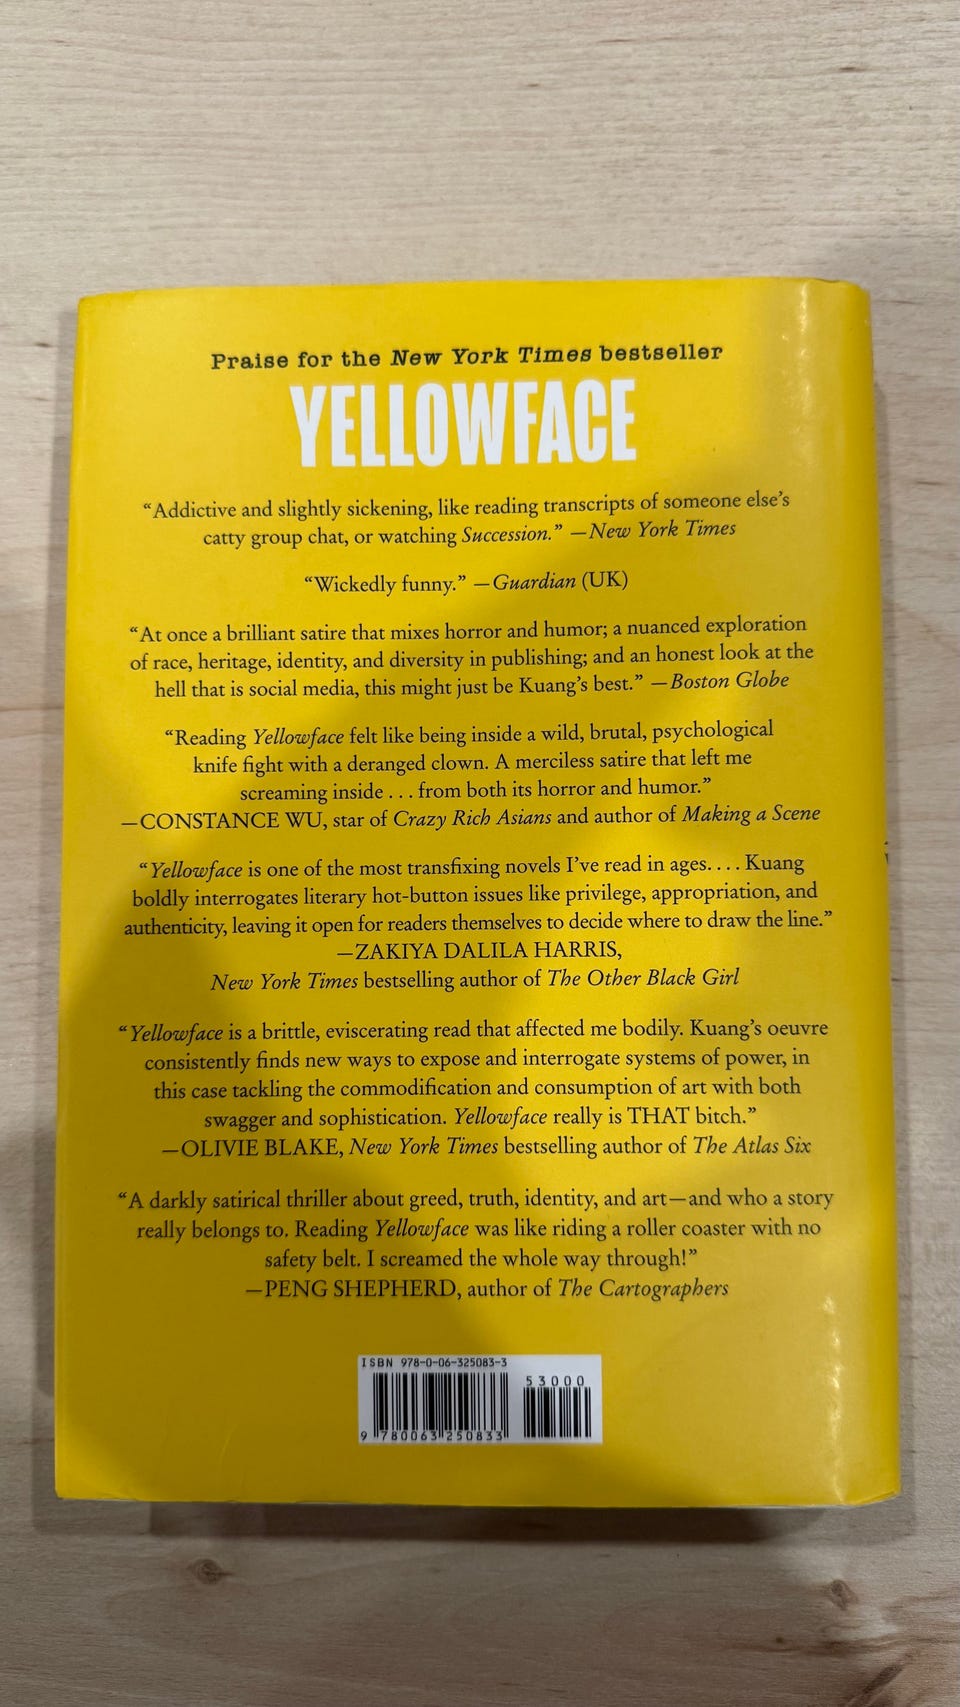 Praise for the New York Times bestseller
YELLOWFACE
“Addictive and slightly sickening, like reading transcripts of someone else’s
catty group chat, or watching Succession.” —New York Times
“Wickedly funny.” —Guardian (UK)
“At once a brilliant satire that mixes horror and humor; a nuanced exploration
of race, heritage, identity, and diversity in publishing; and an honest look at the
hell that is social media, this might just be Kuang’s best.” —Boston Globe
“Reading Yellowface felt like being inside a wild, brutal, psychological
knife fight with a deranged clown. A merciless satire that left me
screaming inside . . . from both its horror and humor.”
—CONSTANCE WU, star of Crazy Rich Asians and author of Making a Scene
“Yellowface is one of the most transfixing novels I’ve read in ages. . . . Kuang
boldly interrogates literary hot-button issues like privilege, appropriation, and
authenticity, leaving it open for readers themselves to decide where to draw the line.”
—ZAKIYA DALILA HARRIS,
New York Times bestselling author of The Other Black Girl
“Yellowface is a brittle, eviscerating read that affected me bodily. Kuang’s oeuvre
consistently finds new ways to expose and interrogate systems of power, in
this case tackling the commodification and consumption of art with both
swagger and sophistication. Yellowface really is THAT bitch.”
—OLIVIE BLAKE, New York Times bestselling author of The Atlas Six
“A darkly satirical thriller about greed, truth, identity, and art—and who a story
really belongs to. Reading Yellowface was like riding a roller coaster with no
safety belt. I screamed the whole way through!”
—PENG SHEPHERD, author of The Cartographers
ISBN 978-0-06-325083-3
53000
9 780063 250833